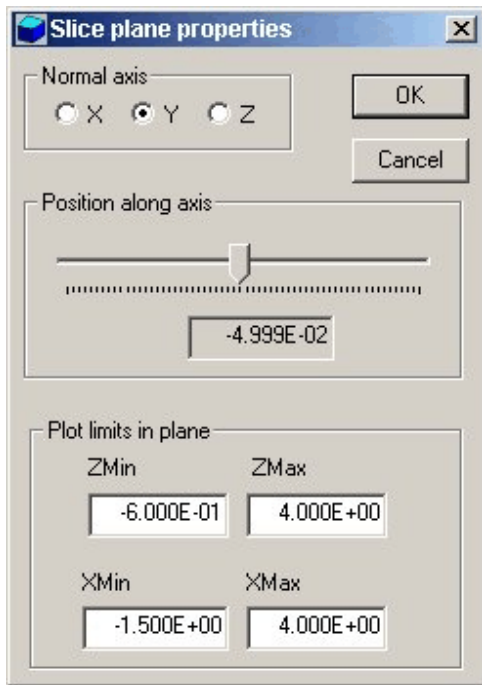 Slice plane properties
Normal axis
X Y Z
OK
Cancel
Position along axis
-4.999E-02
Plot limits in plane
ZMin ZMax
-6.000E-01 4.000E+00
XMin XMax
-1.500E+00 4.000E+00